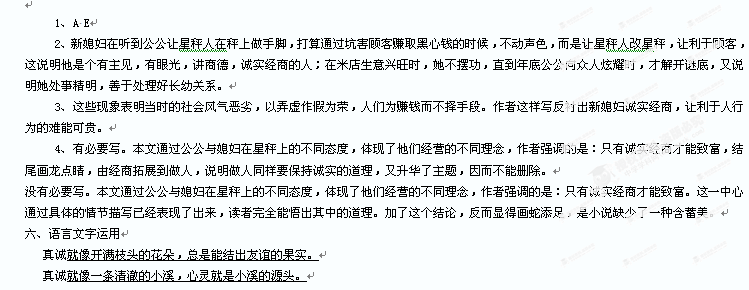 1、A E
2、新媳妇在听到公公让星秤人在秤上做手脚，打算通过坑害顾客赚取黑心钱的时候，不动声色，而是让星秤人改星秤，让利于顾客，
这说明他是个有主见，有眼光，讲商德，诚实经商的人；在米店生意兴旺时，她不摆功，直到年底公公向众人炫耀时，才解开谜底，又说
明她处事精明，善于处理好长幼关系。
3、这些现象表明当时的社会风气恶劣，以弄虚作假为荣，人们为赚钱而不择手段。作者这样写反衬出新媳妇诚实经商，让利于人行
为的难能可贵。
4、有必要写。本文通过公公与媳妇在星秤上的不同态度，体现了他们经营的不同理念，作者强调的是：只有诚实经商才能致富，结
尾画龙点睛，由经商拓展到做人，说明做人同样要保持诚实的道理，又升华了主题，因而不能删除。
没有必要写。本文通过公公与媳妇在星秤上的不同态度，体现了他们经营的不同理念，作者强调的是：只有诚实经商才能致富。这一中心
通过具体的情节描写已经表现了出来，读者完全能悟出其中的道理。加了这个结论，反而显得画蛇添足，是小说缺少了一种含蓄美。
六、语言文字运用
真诚就像开满枝头的花朵，总是能结出友谊的果实。
真诚就像一条清澈的小溪，心灵就是小溪的源头。